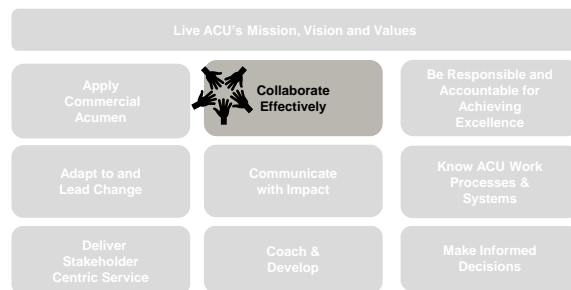 Live ACU's Mission, Vision and Values
Apply
Commercial
Acumen
Collaborate
Effectively
Be Responsible and
Accountable for
Achieving
Excellence
Adapt to and
Lead Change
Communicate
with Impact
Know ACU Work
Processes &
Systems
Deliver
Stakeholder
Centric Service
Coach &
Develop
Make Informed
Decisions